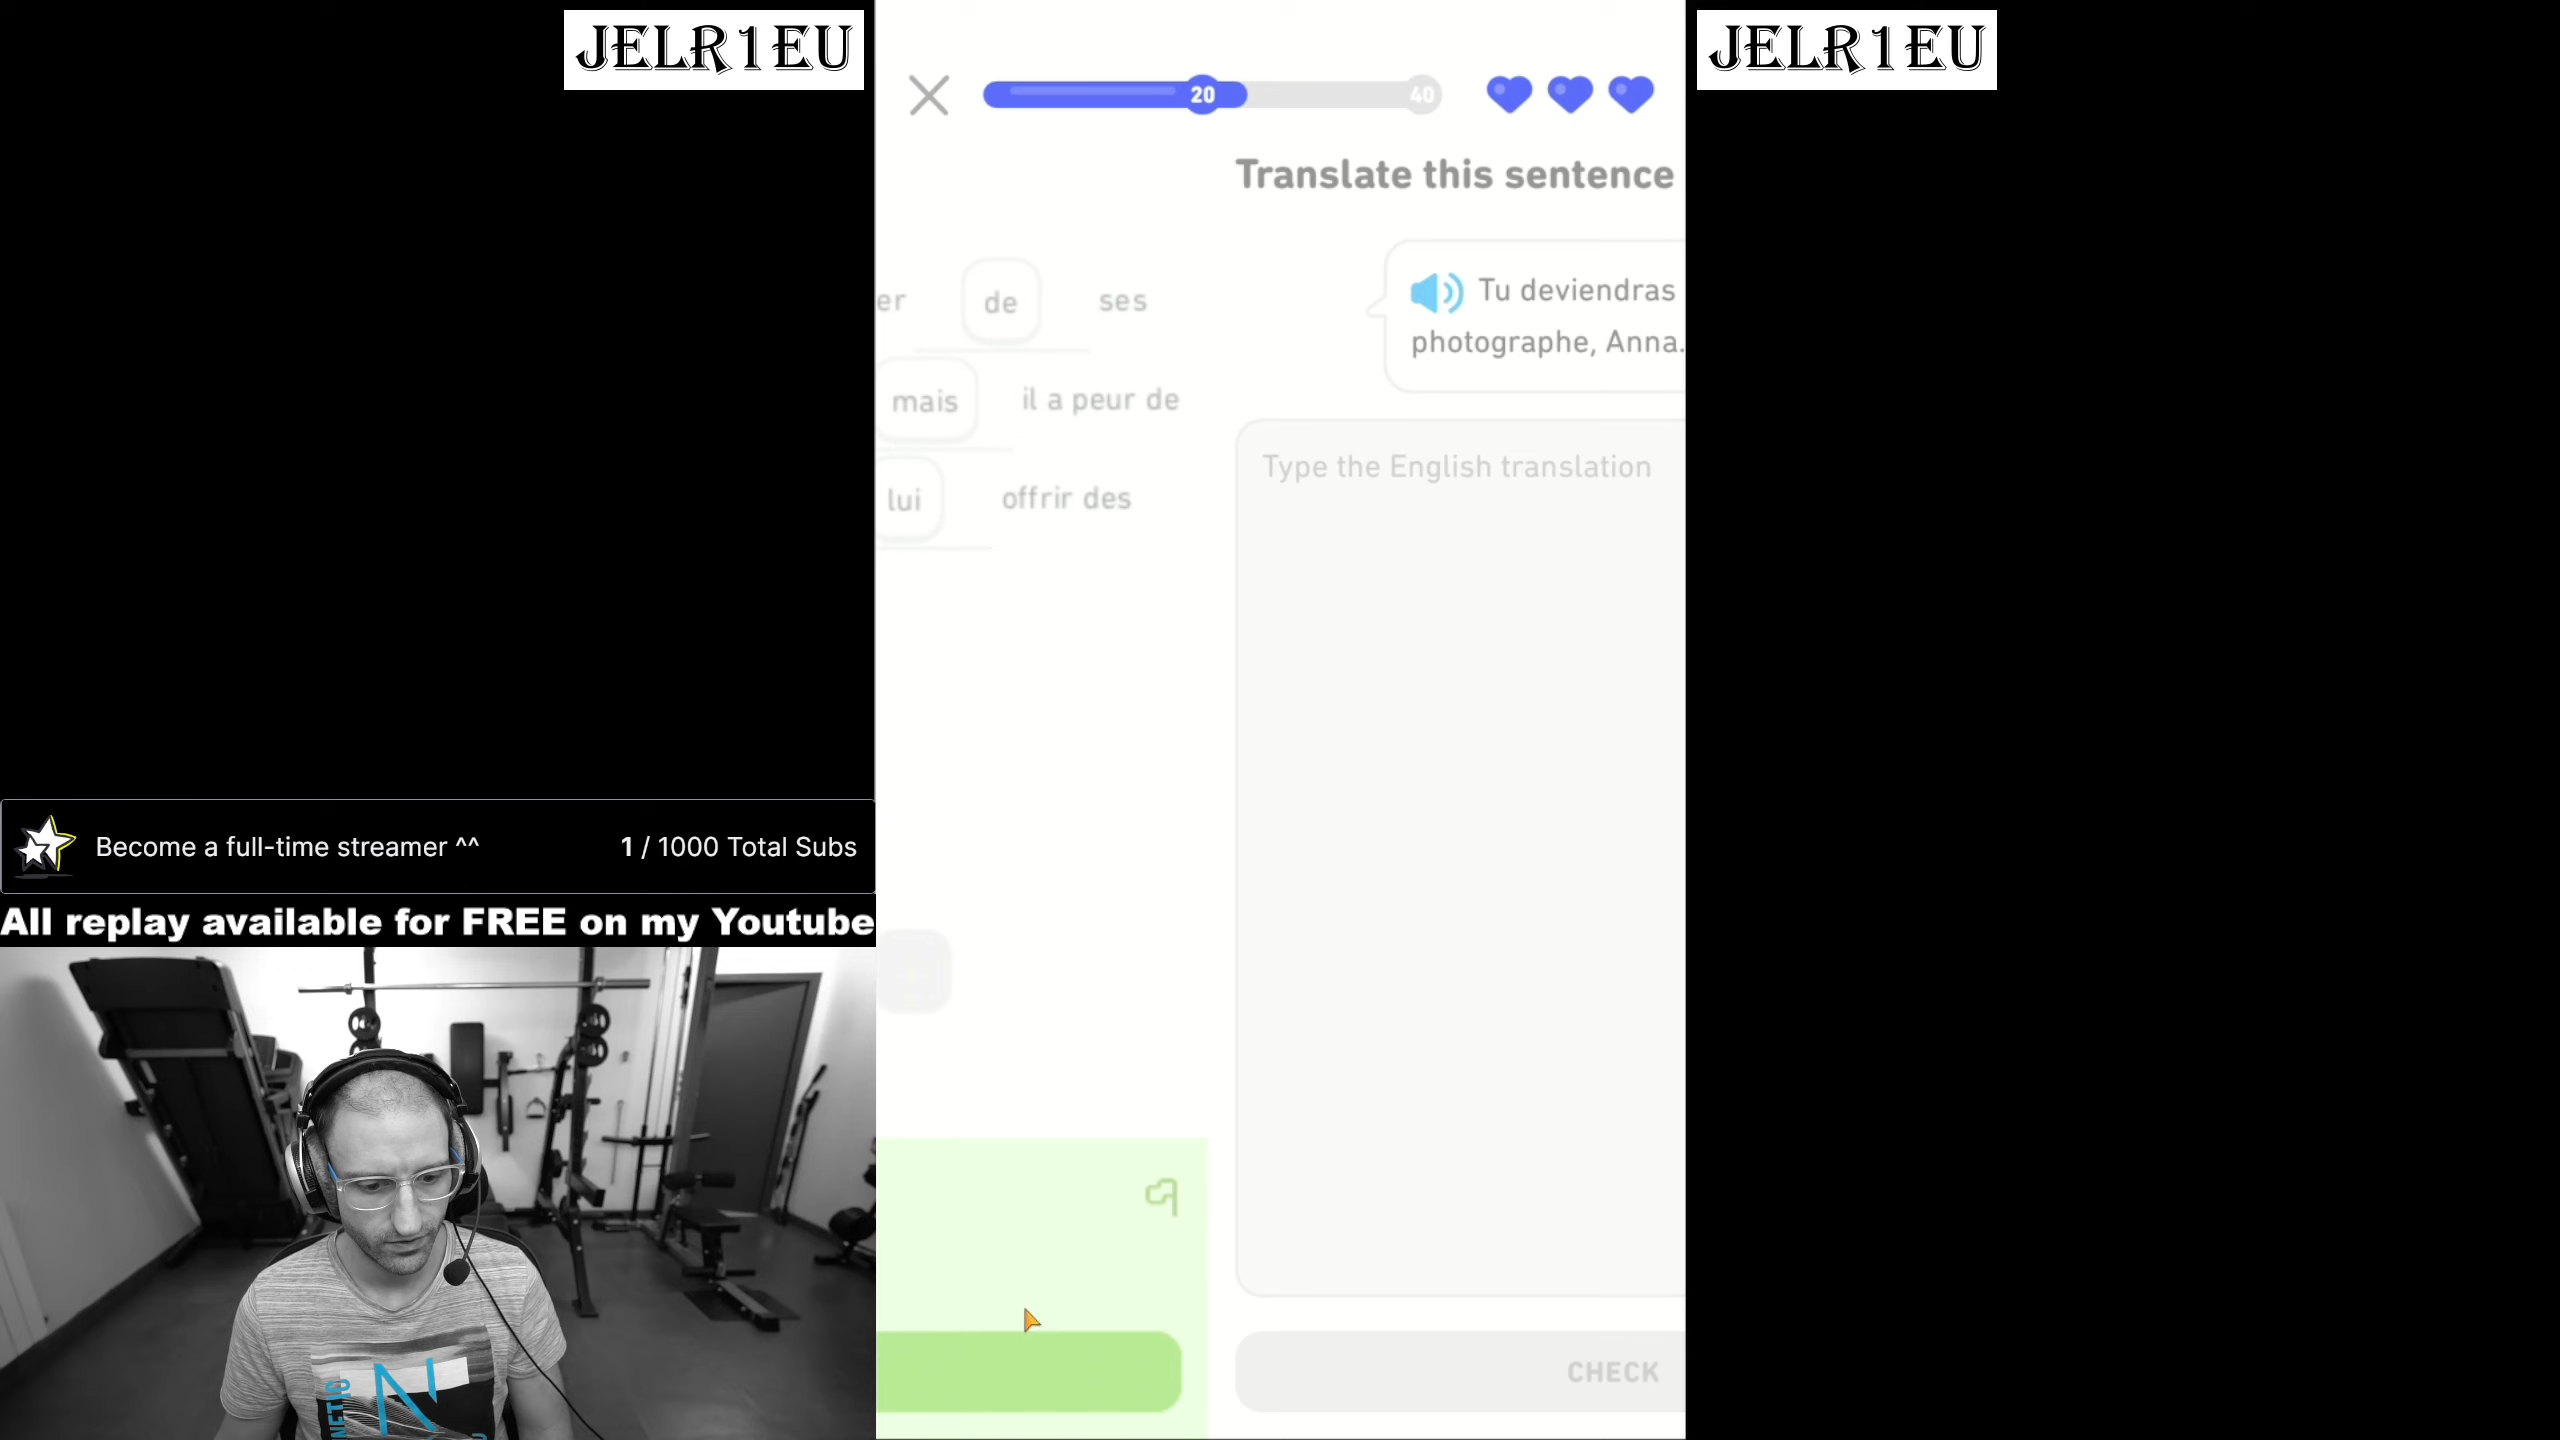 JELR1EU
JELR1EU
20
40
Translate this sentence
er de ses
mais il a peur de
lui offrir des
Tu deviendras
photographe, Anna.
Type the English translation
CHECK
Become a full-time streamer ^^ 1 / 1000 Total Subs
All replay available for FREE on my Youtube
N
NETIC